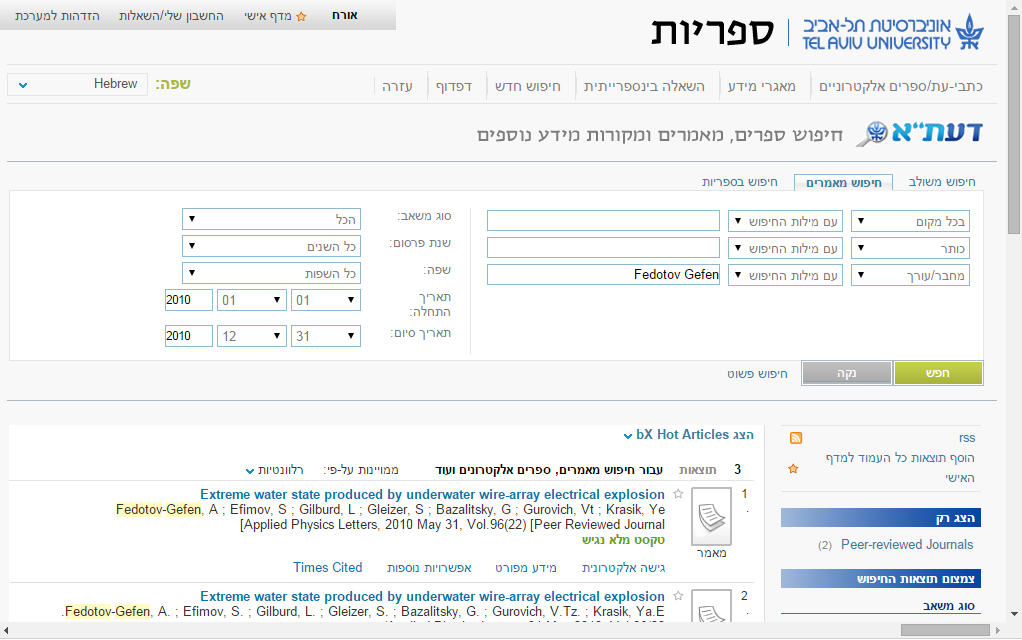 אורח
מדף אישי
החשבון שלי/השאלות
הזדהות למערכת
אוניברסיטת תל-אביב
TEL AVIV UNIVERSITY
ספריות
כתבי-עת/ספרים אלקטרוניים
מאגרי מידע
השאלה בינספרייתית
חיפוש חדש
דפדוף
עזרה
שפה:
Hebrew
דעת"א
חיפוש ספרים, מאמרים ומקורות מידע נוספים
חיפוש משולב
חיפוש מאמרים
חיפוש בספריות
בכל מקום
עם מילות החיפוש
כותר
עם מילות החיפוש
מחבר/עורך
עם מילות החיפוש
Fedotov Gefen
סוג משאב:
הכל
שנת פרסום:
כל השנים
שפה:
כל השפות
תאריך
התחלה:
01
01
2010
תאריך סיום:
31
12
2010
חפש
נקה
חיפוש פשוט
rss
הוסף תוצאות כל העמוד למדף
האישי
הצג רק
Peer-reviewed Journals (2)
צמצום תוצאות החיפוש
סוג משאב
הצג bX Hot Articles
3 תוצאות עבור חיפוש מאמרים, ספרים אלקטרונים ועוד
ממויינות על-פי: רלוונטיות
1
.
מאמר
Extreme water state produced by underwater wire-array electrical explosion
Fedotov-Gefen, A ; Efimov, S ; Gilburd, L ; Gleizer, S ; Bazalitsky, G ; Gurovich, Vt ; Krasik, Ye
[Applied Physics Letters, 2010 May 31, Vol.96(22) [Peer Reviewed Journal
טקסט מלא נגיש
גישה אלקטרונית
מידע מפורט
אפשרויות נוספות
Times Cited
2
.
Extreme water state produced by underwater wire-array electrical explosion
.Fedotov-Gefen, A. ; Efimov, S. ; Gilburd, L. ; Gleizer, S. ; Bazalitsky, G. ; Gurovich, V.Tz. ; Krasik, Ya.E